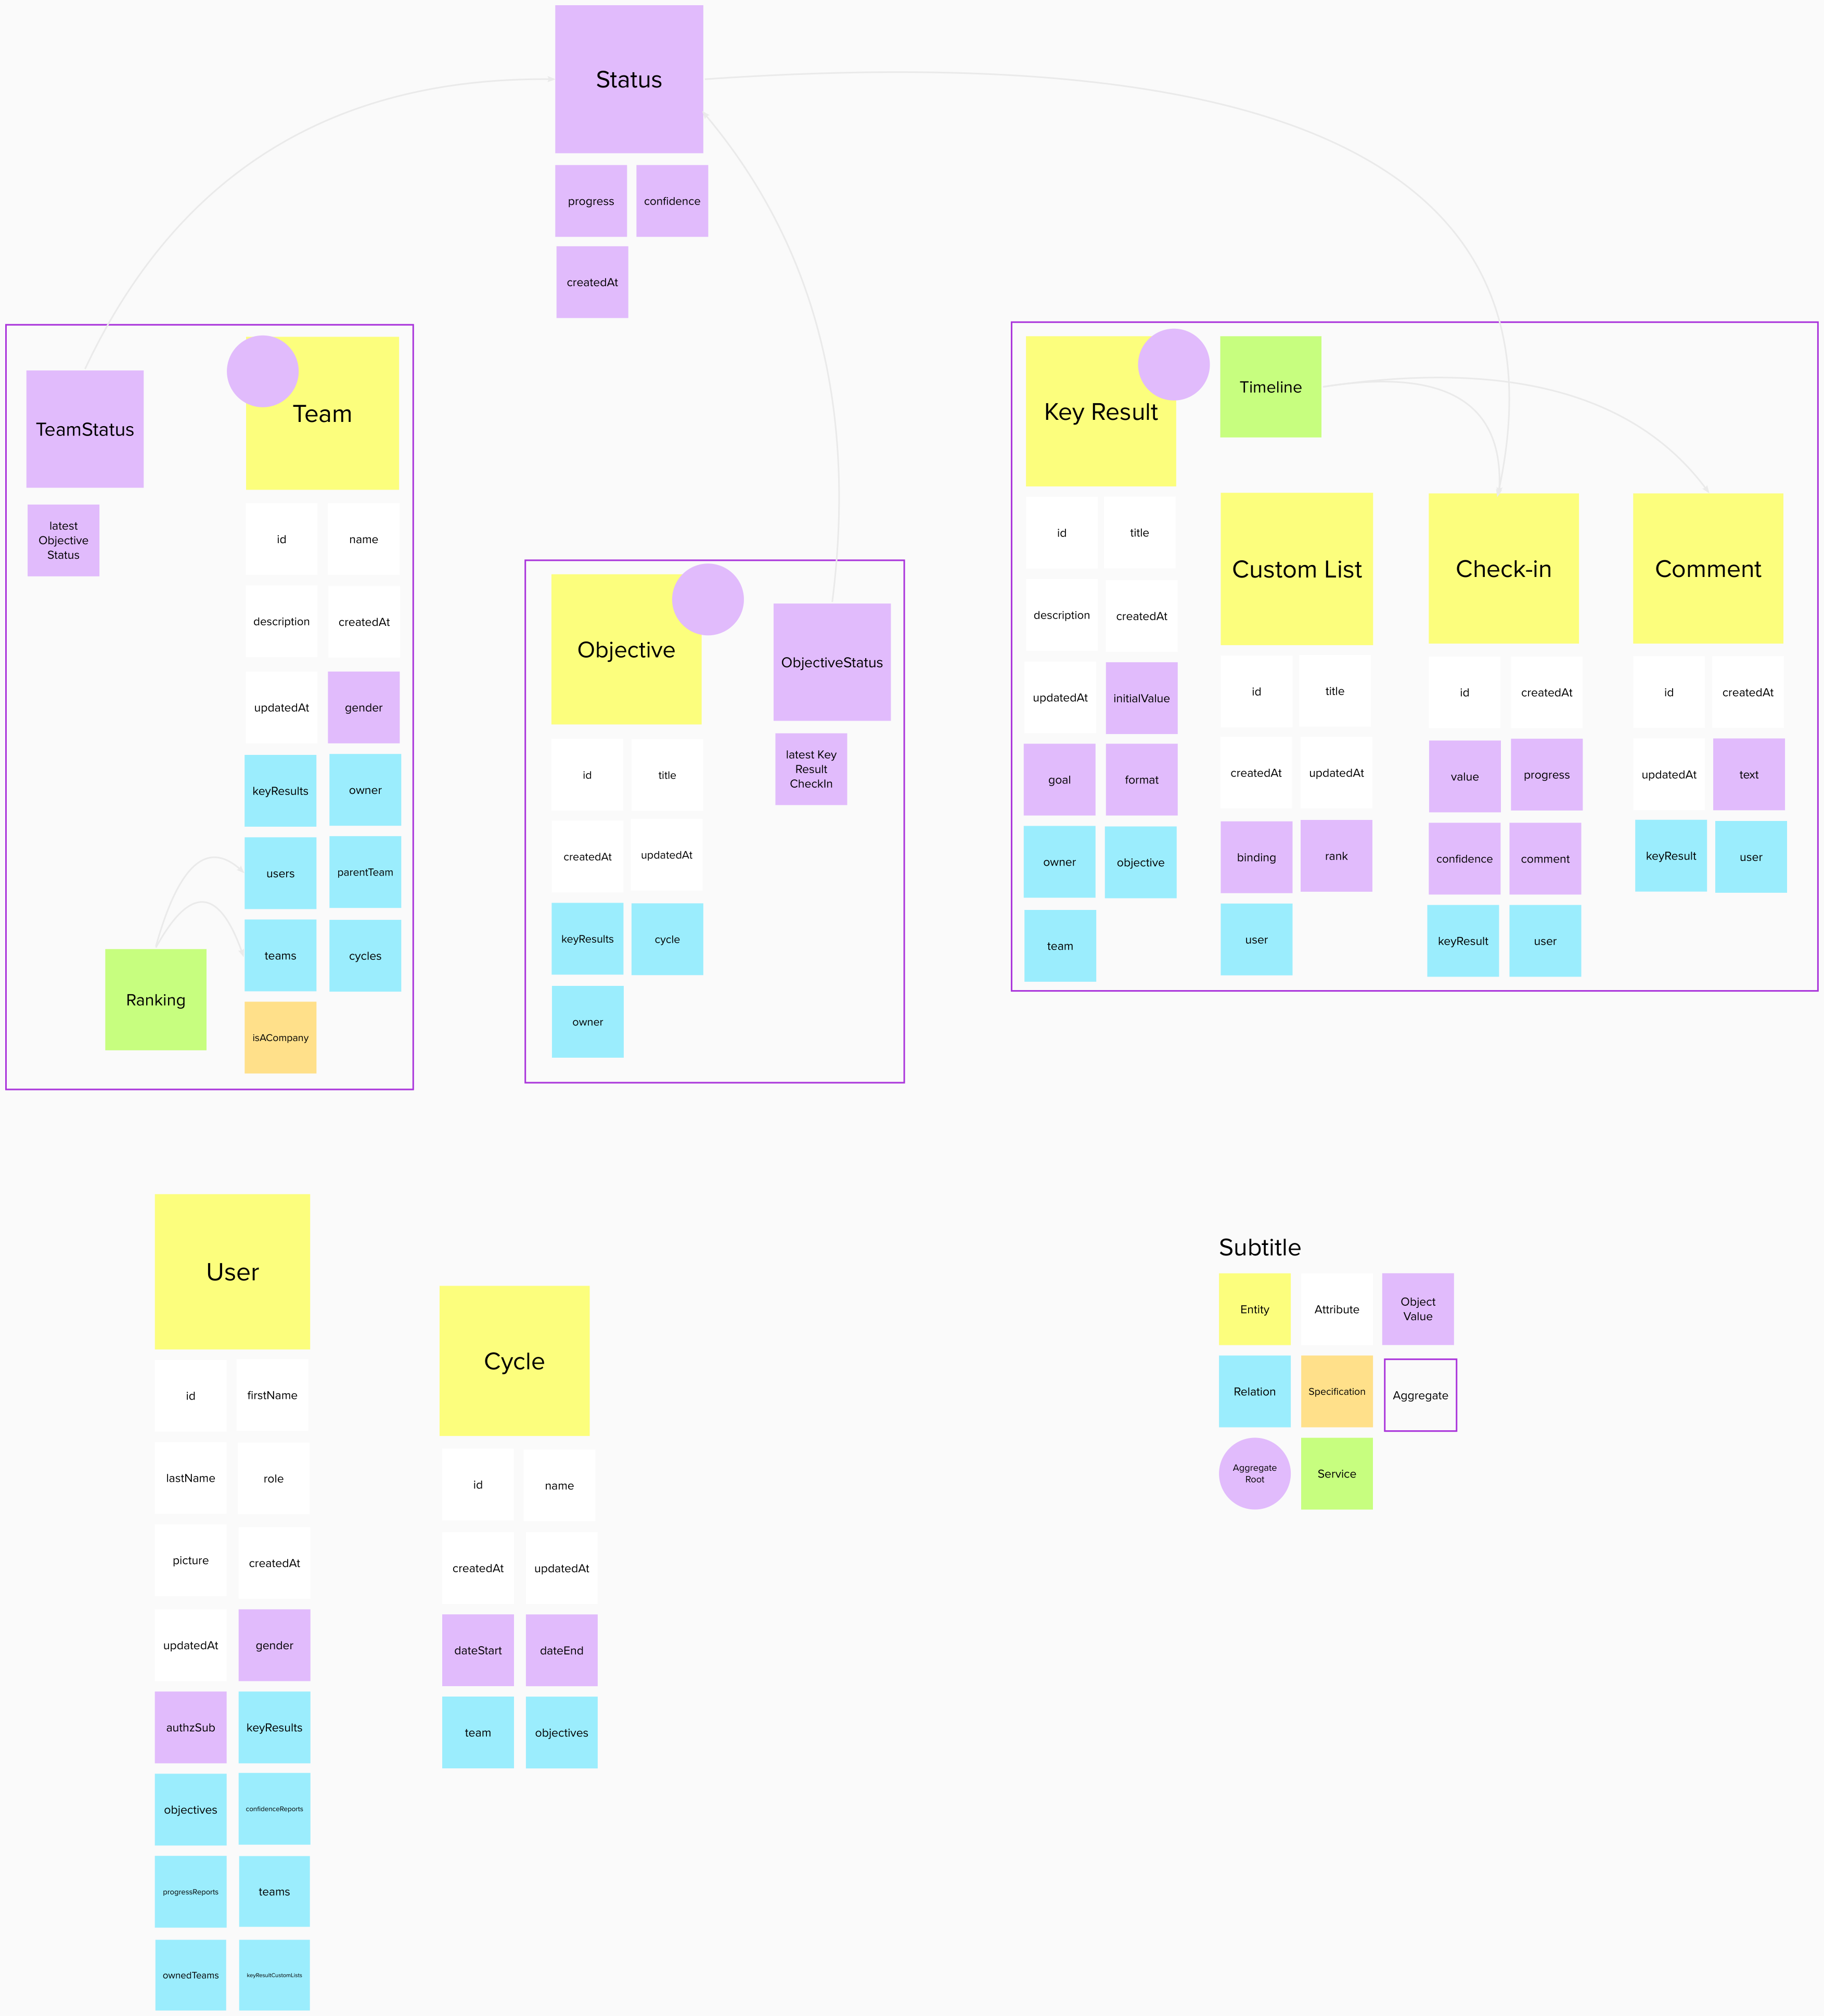 Status
progress
confidence
createdAt
TeamStatus
latest
Objective
Status
Team
id
name
description
createdAt
updatedAt
gender
keyResults
owner
users
parentTeam
teams
cycles
Ranking
isACompany
Objective
ObjectiveStatus
latest Key
Result
CheckIn
id
title
createdAt
updatedAt
keyResults
cycle
owner
Key Result
Timeline
id
title
description
createdAt
updatedAt
initialValue
goal
format
owner
objective
team
Custom List
id
title
createdAt
updatedAt
binding
rank
user
Check-in
id
createdAt
value
progress
confidence
comment
keyResult
user
Comment
id
createdAt
updatedAt
text
keyResult
user
User
id
firstName
lastName
role
picture
createdAt
updatedAt
gender
authzSub
keyResults
objectives
confidenceReports
progressReports
teams
ownedTeams
keyResultCustomLists
Cycle
id
name
createdAt
updatedAt
dateStart
dateEnd
team
objectives
Subtitle
Entity
Attribute
Object
Value
Relation
Specification
Aggregate
Aggregate
Root
Service